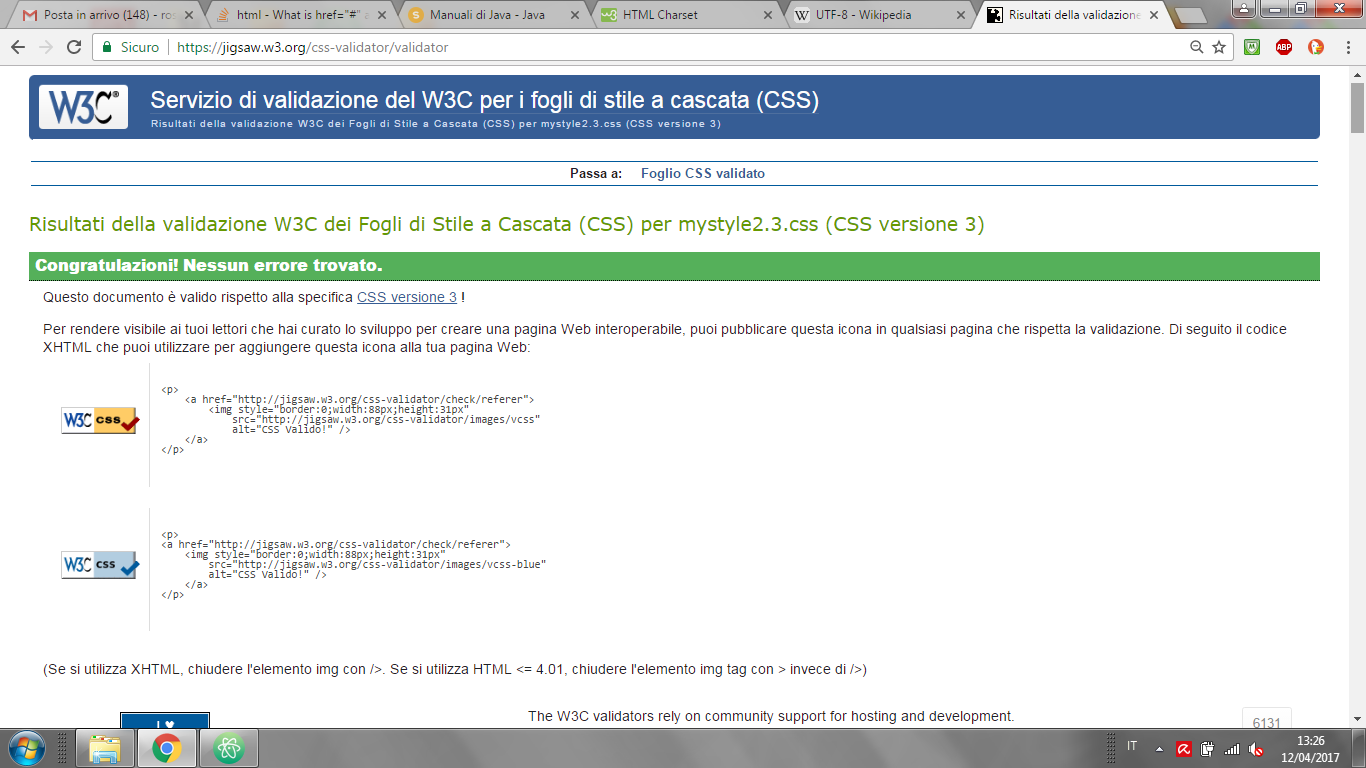 Posta in arrivo (148) - ros
html - What is href="#" a
Manuali di Java - Java
HTML Charset
UTF-8 - Wikipedia
Risultati della validazione
Sicuro
https://jigsaw.w3.org/css-validator/validator
ABP
W3C®
Servizio di validazione del W3C per i fogli di stile a cascata (CSS)
Risultati della validazione W3C dei Fogli di Stile a Cascata (CSS) per mystyle2.3.css (CSS versione 3)
Passa a: Foglio CSS validato
Risultati della validazione W3C dei Fogli di Stile a Cascata (CSS) per mystyle2.3.css (CSS versione 3)
Congratulazioni! Nessun errore trovato.
Questo documento è valido rispetto alla specifica CSS versione 3 !
Per rendere visibile ai tuoi lettori che hai curato lo sviluppo per creare una pagina Web interoperabile, puoi pubblicare questa icona in qualsiasi pagina che rispetta la validazione. Di seguito il codice
XHTML che puoi utilizzare per aggiungere questa icona alla tua pagina Web:
W3C css
<p>
<a href="http://jigsaw.w3.org/css-validator/check/referer">
<img style="border:0;width:88px;height:31px"
src="http://jigsaw.w3.org/css-validator/images/vcss"
alt="CSS Valido!" />
</a>
</p>
W3C css
<p>
<a href="http://jigsaw.w3.org/css-validator/check/referer">
<img style="border:0;width:88px;height:31px"
src="http://jigsaw.w3.org/css-validator/images/vcss-blue"
alt="CSS Valido!" />
</a>
</p>
(Se si utilizza XHTML, chiudere l'elemento img con />. Se si utilizza HTML <= 4.01, chiudere l'elemento img tag con > invece di />)
I ♥
The W3C validators rely on community support for hosting and development.
6131
IT
13:26
12/04/2017